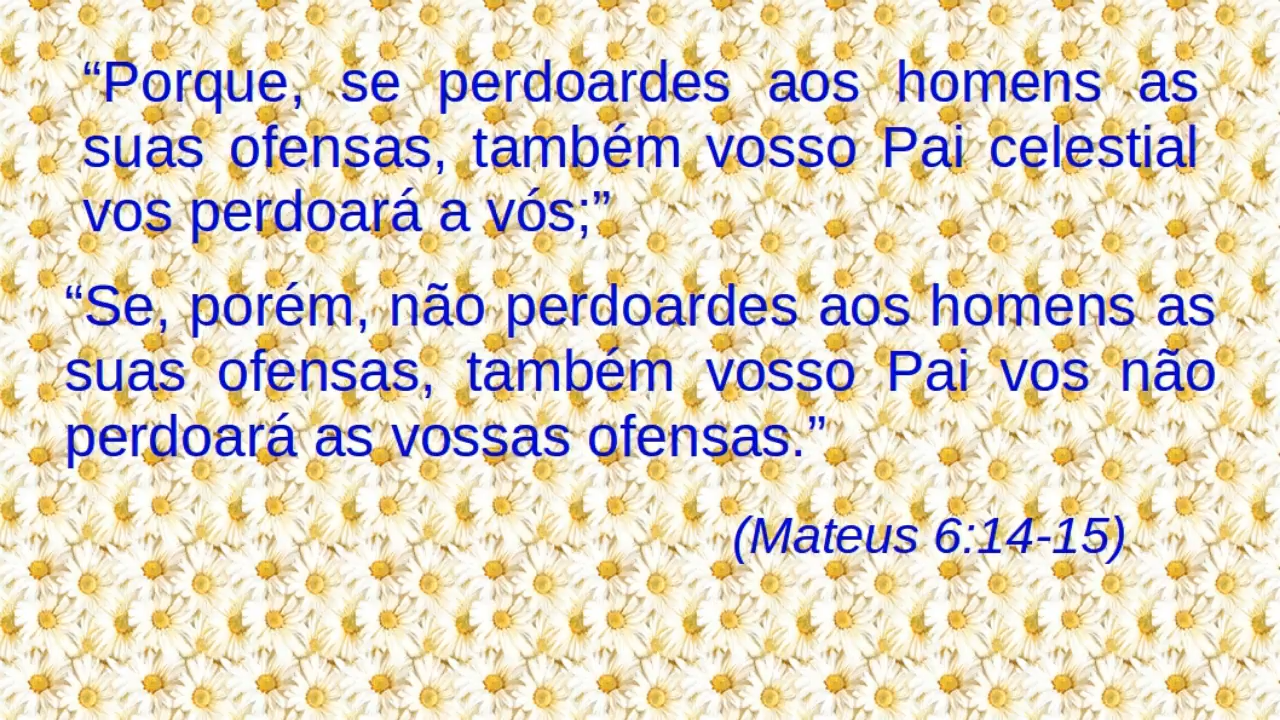 “Porque, se perdoardes aos homens as
suas ofensas, também vosso Pai celestial
vos perdoará a vós;”
“Se, porém, não perdoardes aos homens as
suas ofensas, também vosso Pai vos não
perdoará as vossas ofensas.”
(Mateus 6:14-15)